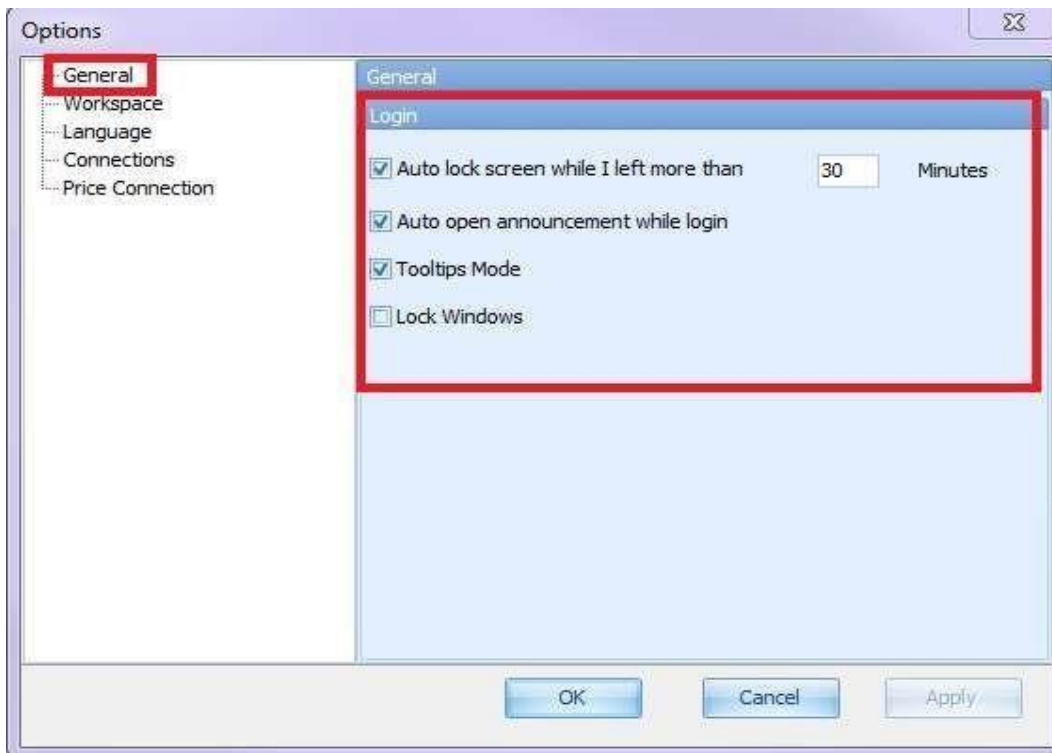 Options
General
Workspace
Language
Connections
Price Connection
General
Login
Auto lock screen while I left more than 30 Minutes
Auto open announcement while login
Tooltips Mode
Lock Windows
OK Cancel Apply